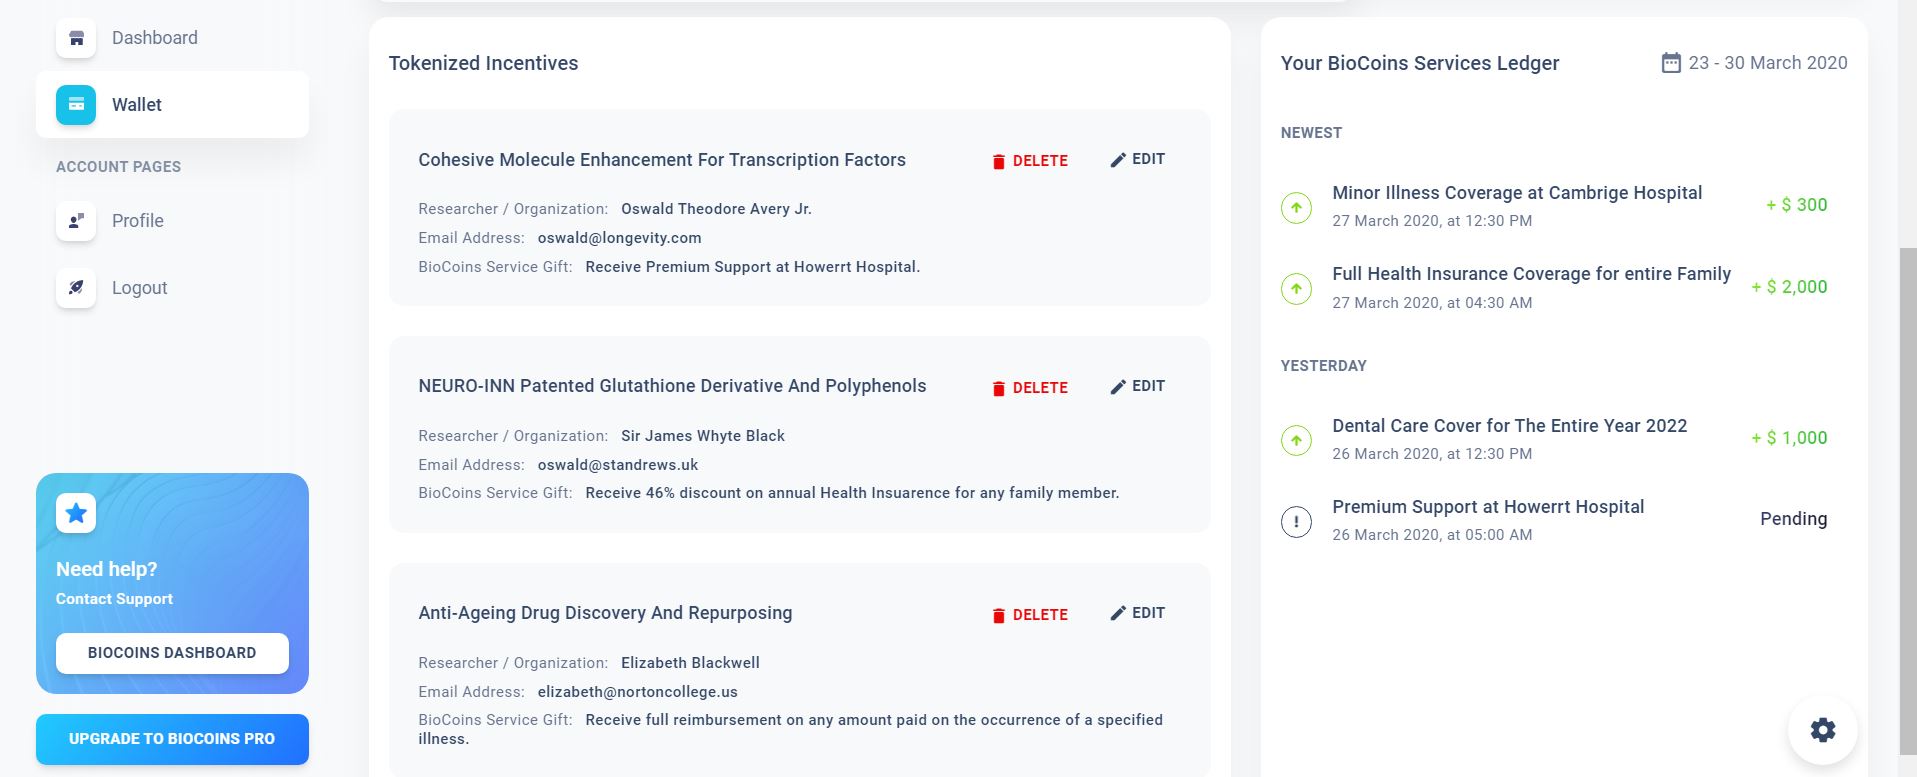 Dashboard
Wallet
ACCOUNT PAGES
Profile
Logout
Need help?
Contact Support
BIOCOINS DASHBOARD
UPGRADE TO BIOCOINS PRO
Tokenized Incentives
Cohesive Molecule Enhancement For Transcription Factors
DELETE
EDIT
Researcher / Organization: Oswald Theodore Avery Jr.
Email Address: oswald@longevity.com
BioCoins Service Gift: Receive Premium Support at Howerrt Hospital.
NEURO-INN Patented Glutathione Derivative And Polyphenols
DELETE
EDIT
Researcher / Organization: Sir James Whyte Black
Email Address: oswald@standrews.uk
BioCoins Service Gift: Receive 46% discount on annual Health Insuarence for any family member.
Anti-Ageing Drug Discovery And Repurposing
DELETE
EDIT
Researcher / Organization: Elizabeth Blackwell
Email Address: elizabeth@nortoncollege.us
BioCoins Service Gift: Receive full reimbursement on any amount paid on the occurrence of a specified
illness.
Your BioCoins Services Ledger
23 - 30 March 2020
NEWEST
Minor Illness Coverage at Cambrige Hospital
+ $ 300
27 March 2020, at 12:30 PM
Full Health Insurance Coverage for entire Family
+ $ 2,000
27 March 2020, at 04:30 AM
YESTERDAY
Dental Care Cover for The Entire Year 2022
+ $ 1,000
26 March 2020, at 12:30 PM
Premium Support at Howerrt Hospital
Pending
26 March 2020, at 05:00 AM